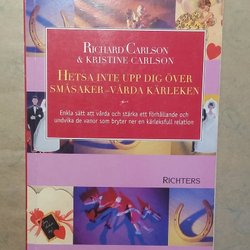 RICHARD CARLSON
& KRISTINE CARLSON
HETSA INTE UPP DIG ÖVER
SMÅSAKER – VÅRDA KÄRLEKEN
Enkla sätt att vårda och stärka ett förhållande och
undvika de vanor som bryter ner en kärleksfull relation
RICHTERS